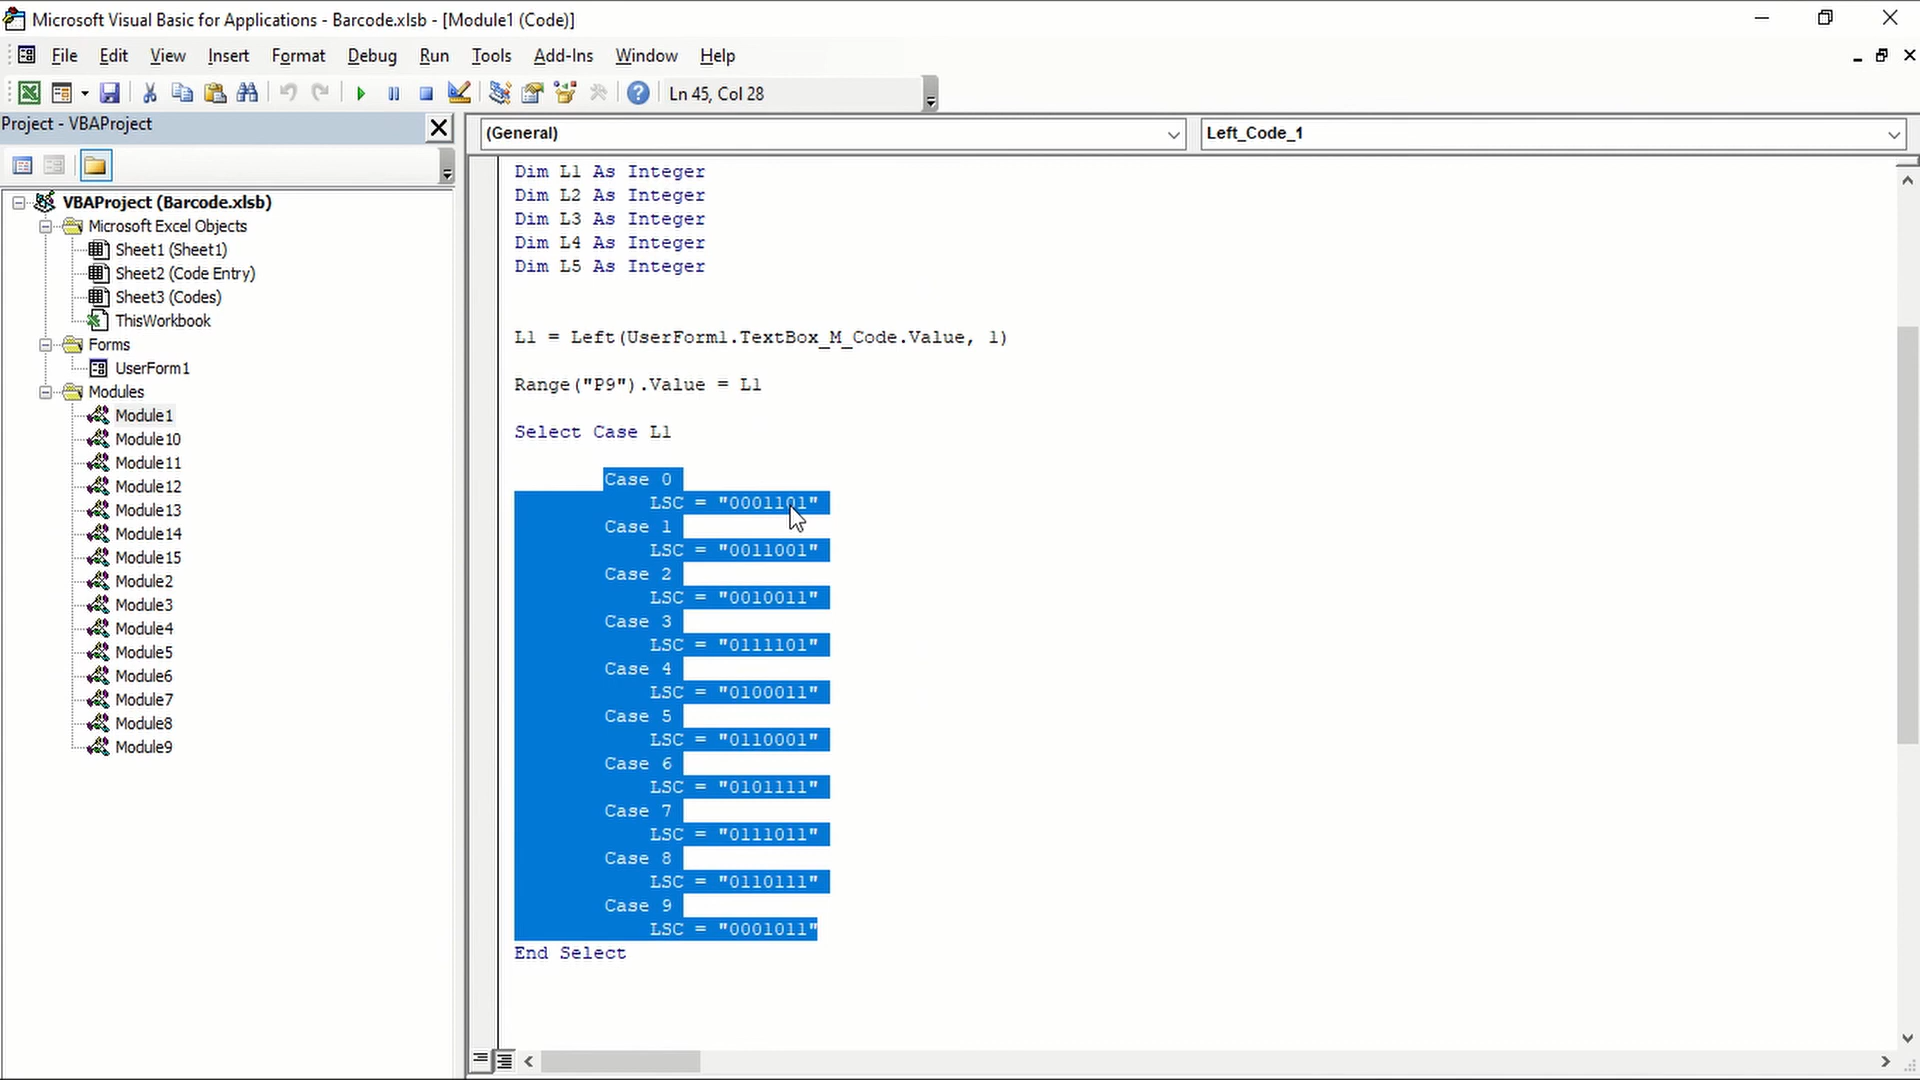 Microsoft Visual Basic for Applications - Barcode.xlsb - [Module1 (Code)]
File Edit View Insert Format Debug Run Tools Add-Ins Window Help
Ln 45, Col 28
Project - VBAProject
VBAProject (Barcode.xlsb)
Microsoft Excel Objects
Sheet1 (Sheet1)
Sheet2 (Code Entry)
Sheet3 (Codes)
ThisWorkbook
Forms
UserForm1
Modules
Module1
Module10
Module11
Module12
Module13
Module14
Module15
Module2
Module3
Module4
Module5
Module6
Module7
Module8
Module9
(General) Left_Code_1
Dim L1 As Integer
Dim L2 As Integer
Dim L3 As Integer
Dim L4 As Integer
Dim L5 As Integer
L1 = Left(UserForm1.TextBox_M_Code.Value, 1)
Range("P9").Value = L1
Select Case L1
Case 0
LSC = "0001101"
Case 1
LSC = "0011001"
Case 2
LSC = "0010011"
Case 3
LSC = "0111101"
Case 4
LSC = "0100011"
Case 5
LSC = "0110001"
Case 6
LSC = "0101111"
Case 7
LSC = "0111011"
Case 8
LSC = "0110111"
Case 9
LSC = "0001011"
End Select